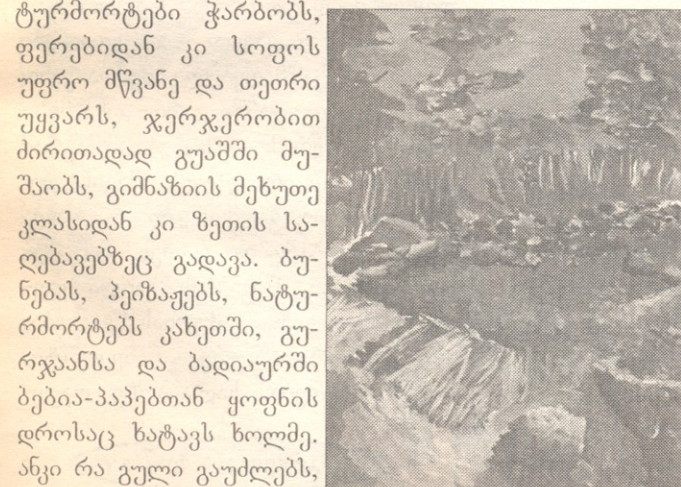 ტურმორტები ჭარბობს,
ფერებიდან კი სოფოს
უფრო მწვანე და თეთრი
უყვარს, ჯერჯერობით
ძირითადად გუაშში მუ-
შაობს, გიმნაზიის მეხუთე
კლასიდან კი ზეთის სა-
ღებავებზეც გადავა. ბუ-
ნებას, პეიზაჟებს, ნატუ-
რმორტებს კახეთში, გუ-
რჯაანსა და ბადიაურში
ბებია-პაპებთან ყოფნის
დროსაც ხატავს ხოლმე.
ანკი რა გული გაუძლებს,